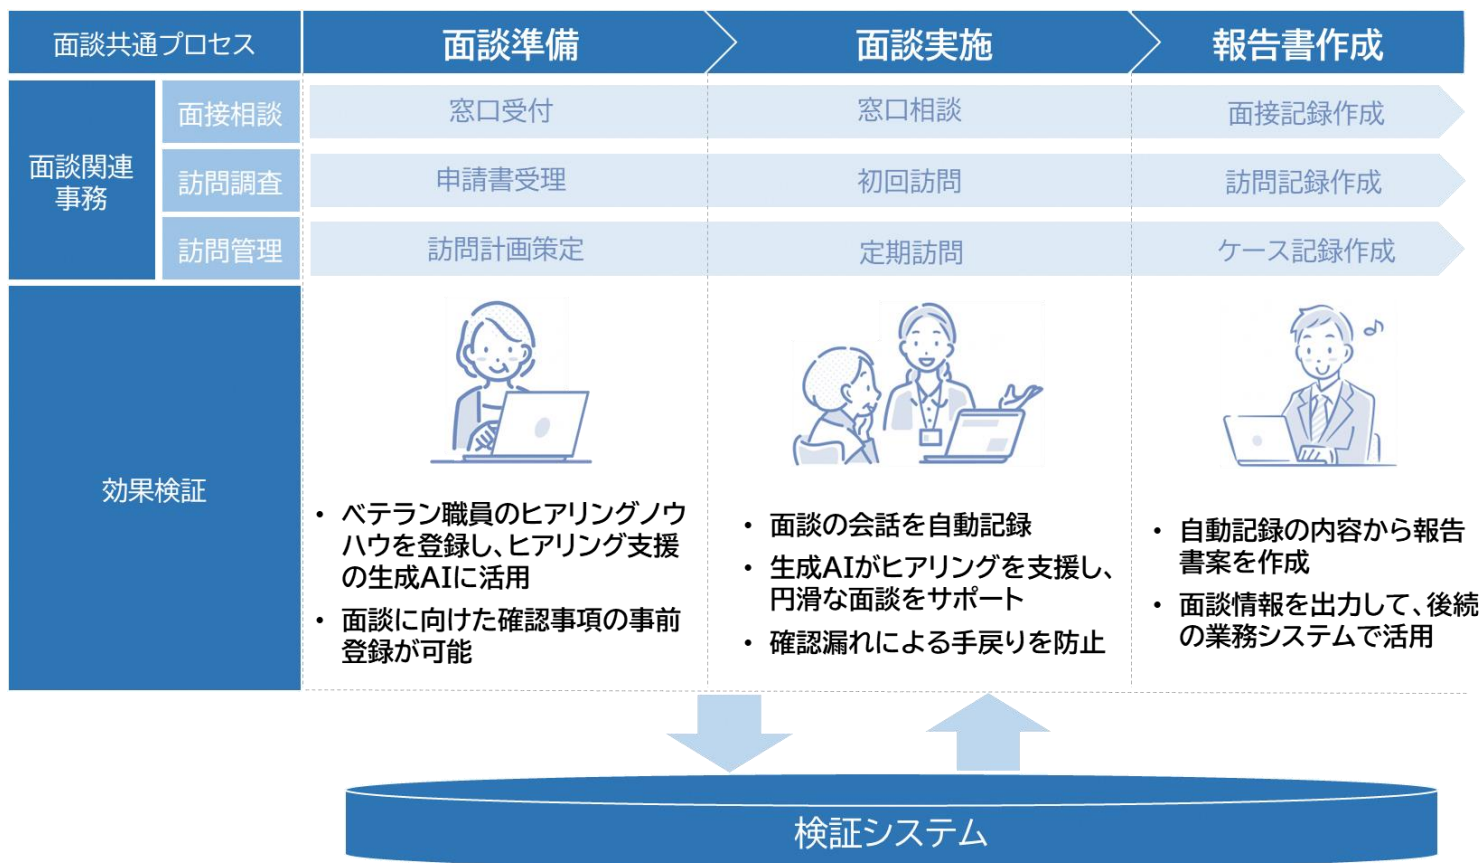 面談共通プロセス
面談準備
面談実施
報告書作成
面談関連
事務
面接相談
窓口受付
窓口相談
面接記録作成
訪問調査
申請書受理
初回訪問
訪問記録作成
訪問管理
訪問計画策定
定期訪問
ケース記録作成
効果検証
・ ベテラン職員のヒアリングノウ
ハウを登録し、ヒアリング支援
の生成AIに活用
・ 面談に向けた確認事項の事前
登録が可能
・ 面談の会話を自動記録
・ 生成AIがヒアリングを支援し、
円滑な面談をサポート
・ 確認漏れによる手戻りを防止
・ 自動記録の内容から報告
書案を作成
・ 面談情報を出力して、後続
の業務システムで活用
検証システム